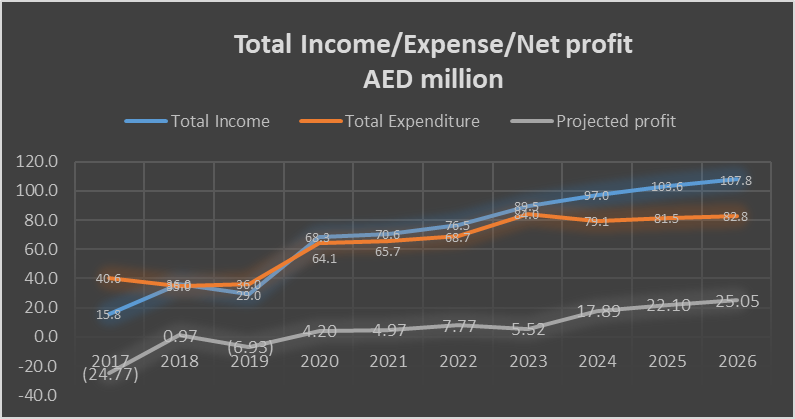 Total Income/Expense/Net profit
AED million
Total Income Total Expenditure Projected profit
120.0
100.0
80.0
60.0
40.0
20.0
0.0
-20.0
-40.0
15.8 29.0 68.3 70.6 76.5 89.5 97.0 103.6 107.8
40.6 35.0 36.0 64.1 65.7 68.7 84.0 79.1 81.5 82.8
(24.77) 0.97 (6.93) 4.20 4.97 7.77 5.52 17.89 22.10 25.05
2017 2018 2019 2020 2021 2022 2023 2024 2025 2026